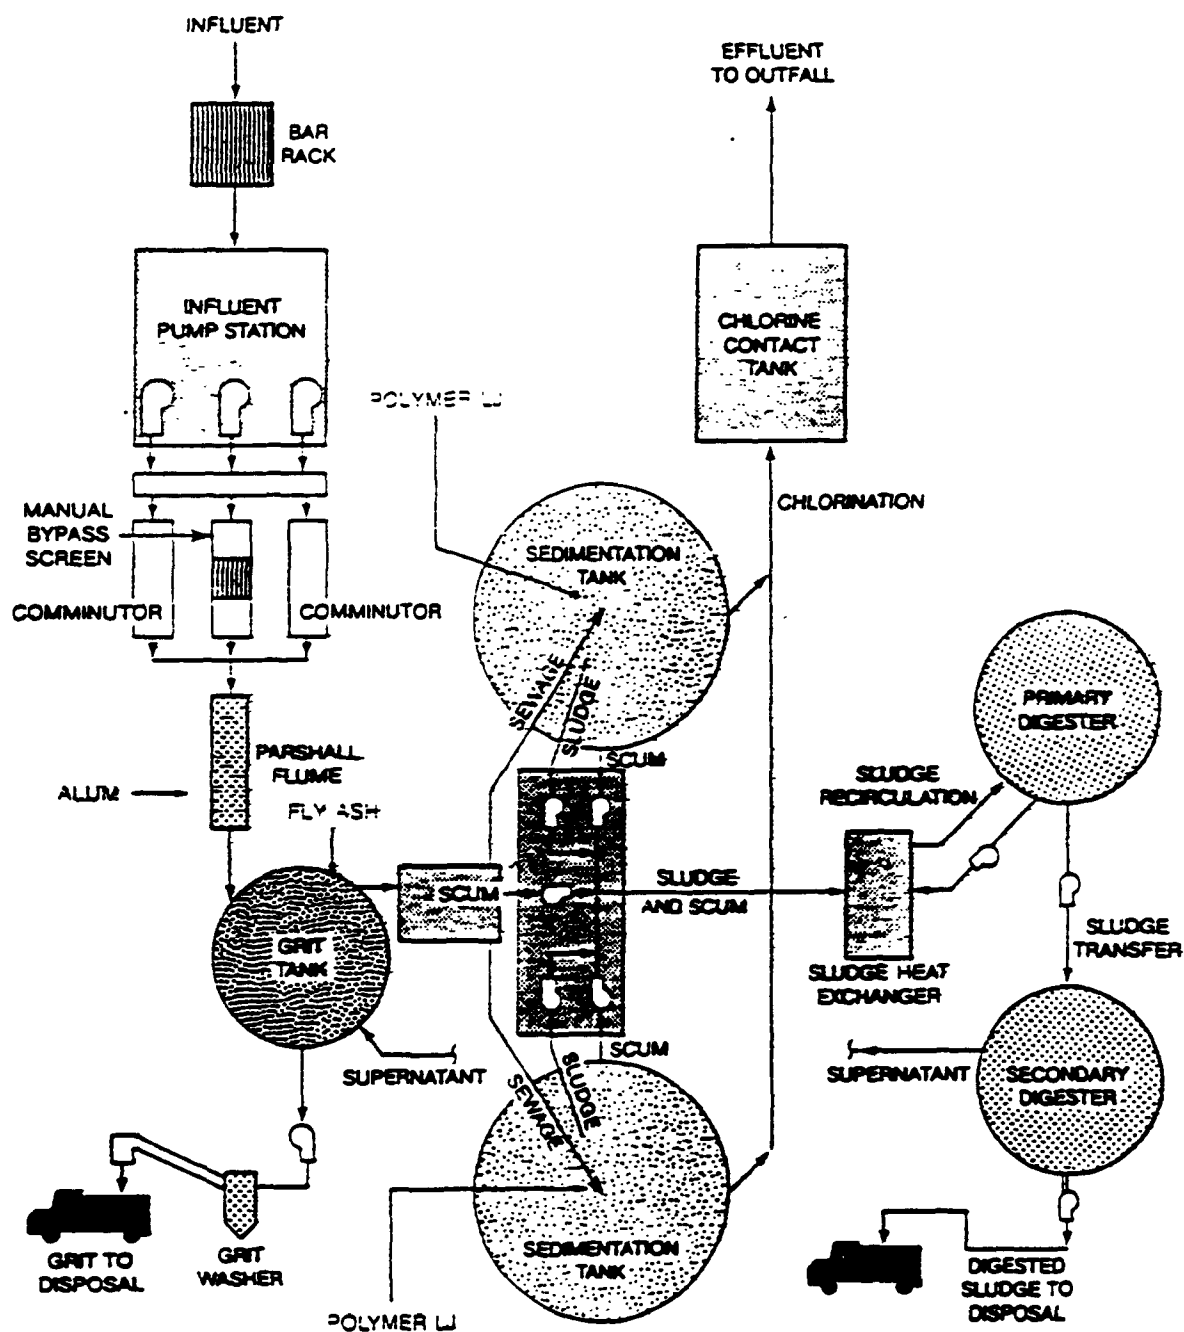 INFLUENT
BAR
RACK
INFLUENT
PUMP STATION
MANUAL
BYPASS
SCREEN
COMMINUTOR
COMMINUTOR
PARSHALL
FLUME
ALUM
FLY ASH
GRIT
TANK
SUPERNATANT
GRIT TO
DISPOSAL
GRIT
WASHER
POLYMER
SEDIMENTATION
TANK
SEWAGE
SLUDGE
SCUM
SCUM
SLUDGE
AND SCUM
SCUM
SLUDGE
SEWAGE
SEDIMENTATION
TANK
POLYMER
EFFLUENT
TO OUTFALL
CHLORINE
CONTACT
TANK
CHLORINATION
PRIMARY
DIGESTER
SLUDGE
RECIRCULATION
SLUDGE HEAT
EXCHANGER
SLUDGE
TRANSFER
SUPERNATANT
SECONDARY
DIGESTER
DIGESTED
SLUDGE TO
DISPOSAL